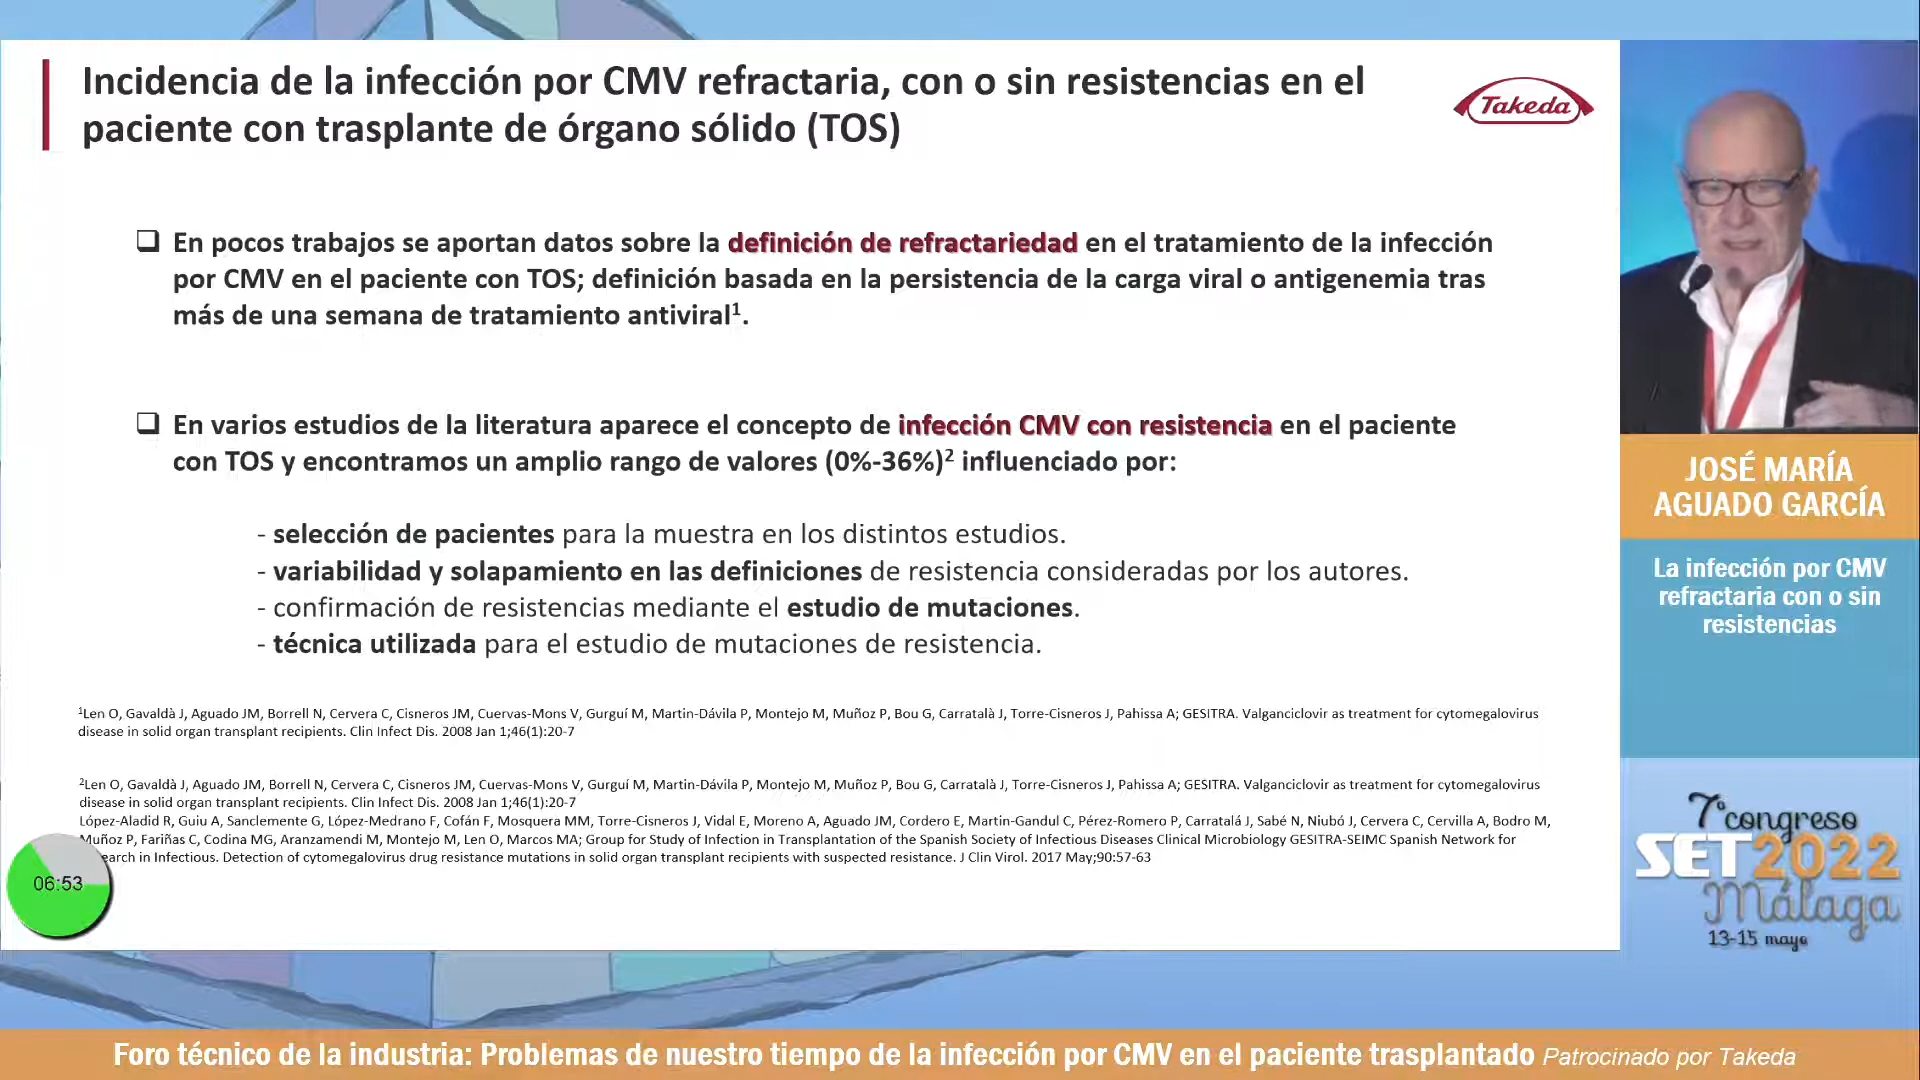 Incidencia de la infección por CMV refractaria, con o sin resistencias en el
paciente con trasplante de órgano sólido (TOS)
Takeda
❑ En pocos trabajos se aportan datos sobre la definición de refractariedad en el tratamiento de la infección
por CMV en el paciente con TOS; definición basada en la persistencia de la carga viral o antigenemia tras
más de una semana de tratamiento antiviral¹.
❑ En varios estudios de la literatura aparece el concepto de infección CMV con resistencia en el paciente
con TOS y encontramos un amplio rango de valores (0%-36%)² influenciado por:
- selección de pacientes para la muestra en los distintos estudios.
- variabilidad y solapamiento en las definiciones de resistencia consideradas por los autores.
- confirmación de resistencias mediante el estudio de mutaciones.
- técnica utilizada para el estudio de mutaciones de resistencia.
¹Len O, Gavaldà J, Aguado JM, Borrell N, Cervera C, Cisneros JM, Cuervas-Mons V, Gurguí M, Martin-Dávila P, Montejo M, Muñoz P, Bou G, Carratalà J, Torre-Cisneros J, Pahissa A; GESITRA. Valganciclovir as treatment for cytomegalovirus
disease in solid organ transplant recipients. Clin Infect Dis. 2008 Jan 1;46(1):20-7
²Len O, Gavaldà J, Aguado JM, Borrell N, Cervera C, Cisneros JM, Cuervas-Mons V, Gurguí M, Martin-Dávila P, Montejo M, Muñoz P, Bou G, Carratalà J, Torre-Cisneros J, Pahissa A; GESITRA. Valganciclovir as treatment for cytomegalovirus
disease in solid organ transplant recipients. Clin Infect Dis. 2008 Jan 1;46(1):20-7
López-Aladid R, Guiu A, Sanclemente G, López-Medrano F, Cofán F, Mosquera MM, Torre-Cisneros J, Vidal E, Moreno A, Aguado JM, Cordero E, Martin-Gandul C, Pérez-Romero P, Carratalá J, Sabé N, Niubó J, Cervera C, Cervilla A, Bodro M,
Muñoz P, Fariñas C, Codina MG, Aranzamendi M, Montejo M, Len O, Marcos MA; Group for Study of Infection in Transplantation of the Spanish Society of Infectious Diseases Clinical Microbiology GESITRA-SEIMC Spanish Network for
in Infectious. Detection of cytomegalovirus drug resistance mutations in solid organ transplant recipients with suspected resistance. J Clin Virol. 2017 May;90:57-63
06:53
JOSÉ MARÍA
AGUADO GARCÍA
La infección por CMV
refractaria con o sin
resistencias
7º congreso
SET2022
Málaga
13-15 mayo
Foro técnico de la industria: Problemas de nuestro tiempo de la infección por CMV en el paciente trasplantado Patrocinado por Takeda